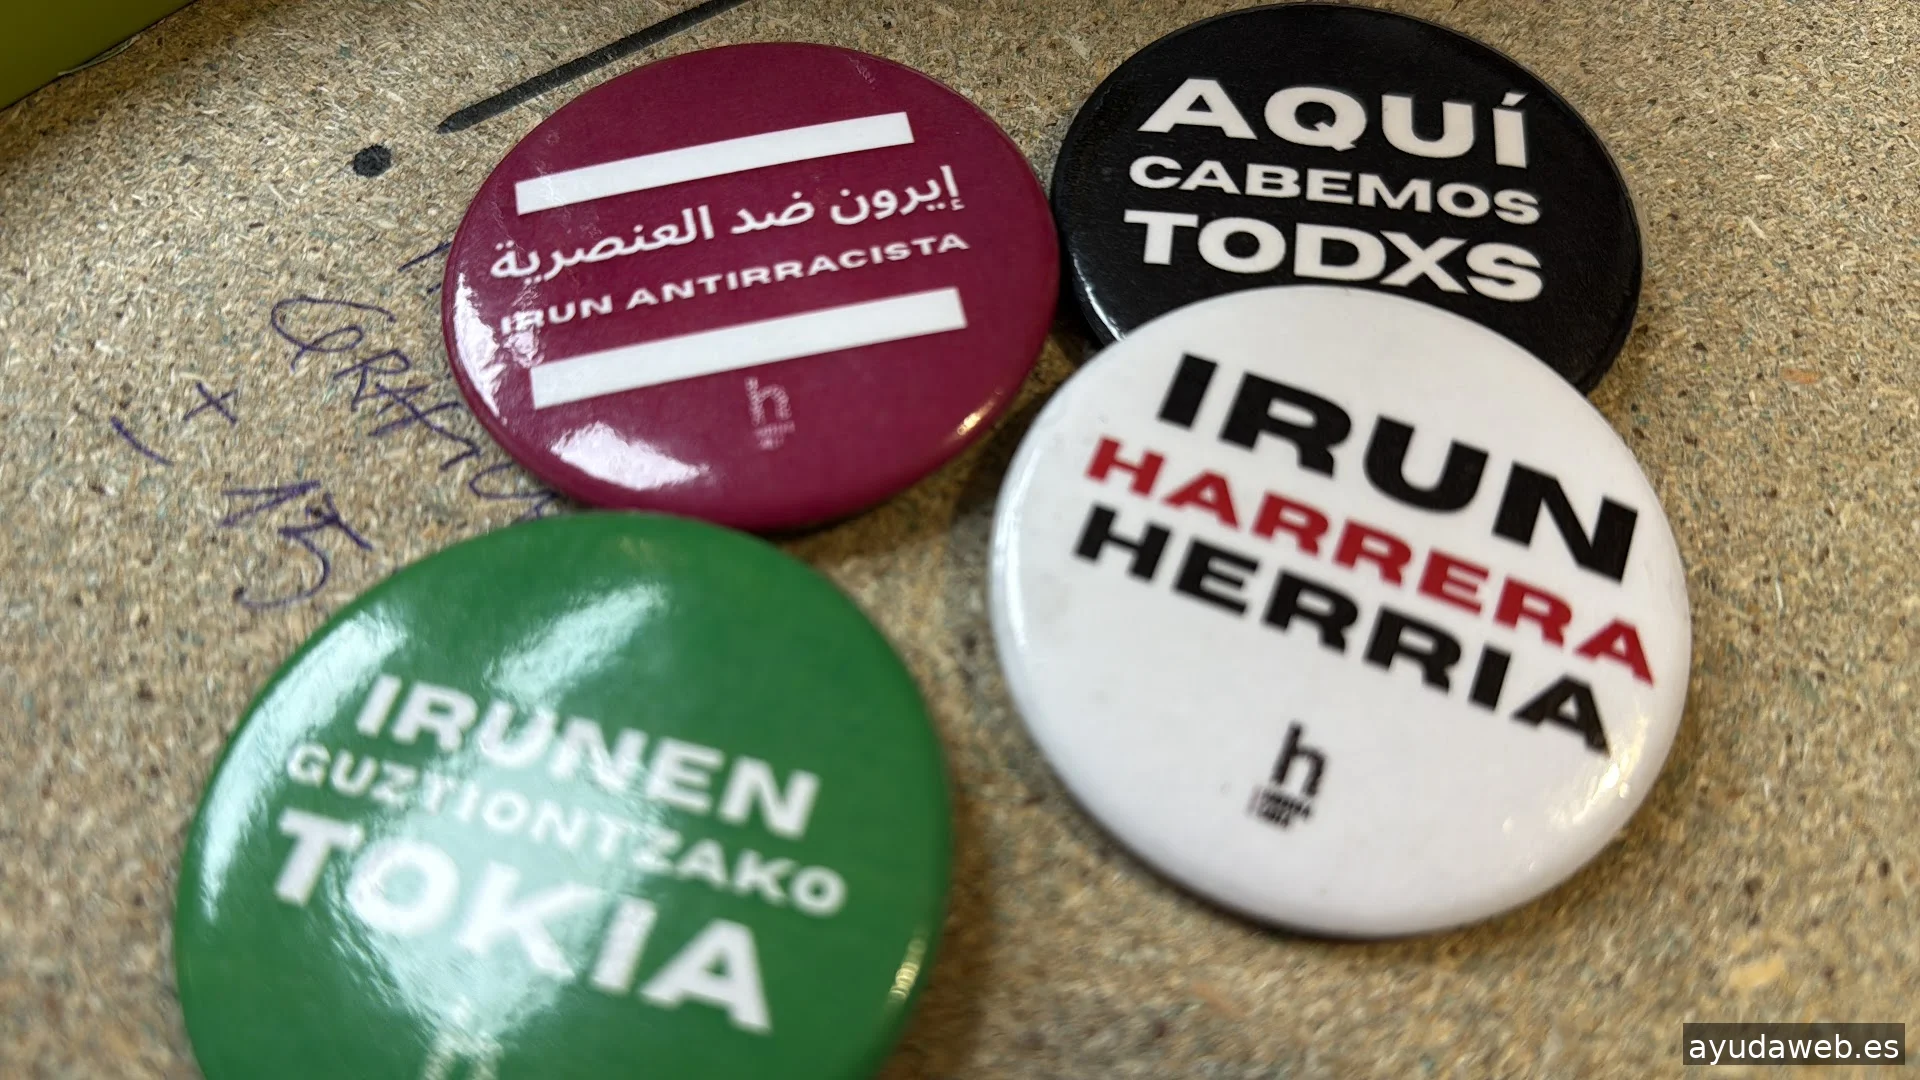 إيرون ضد العنصرية
IRUN ANTIRRACISTA
h
AQUÍ
CABEMOS
TODXS
IRUN
HARRERA
HERRIA
h
IRUNEN
GUZTIONTZAKO
TOKIA
ayudaweb.es